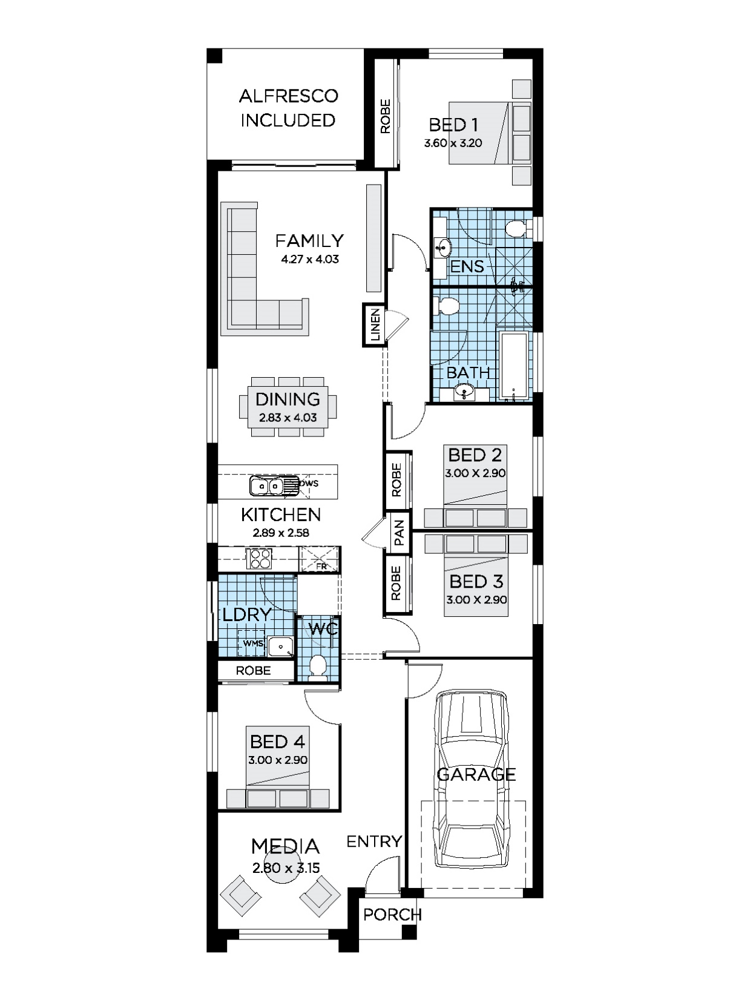 ALFRESCO
INCLUDED
ROBE
BED 1
3.60 x 3.20
FAMILY
4.27 x 4.03
ENS
LINEN
BATH
DINING
2.83 x 4.03
BED 2
3.00 X 2.90
ROBE
DWS
KITCHEN
2.89 x 2.58
PAN
FR
ROBE
BED 3
3.00 X 2.90
LDRY
WC
WMS
ROBE
BED 4
3.00 x 2.90
GARAGE
MEDIA
2.80 x 3.15
ENTRY
PORCH